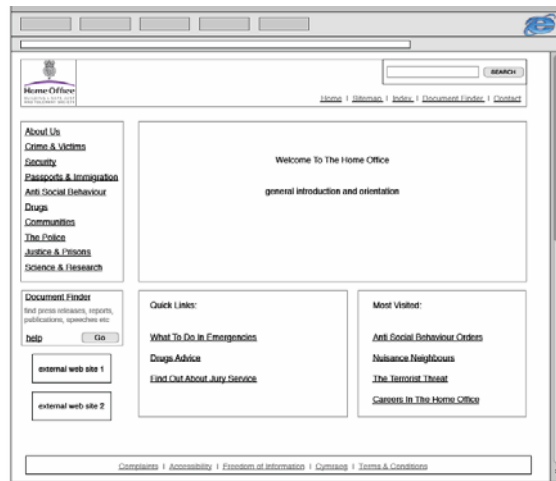 SEARCH
Home Office
Home | Sitemap | Index | Document Finder | Contact
About Us
Crime & Victims
Security
Passports & Immigration
Anti Social Behaviour
Drugs
Communities
The Police
Justice & Prisons
Science & Research
Welcome To The Home Office
general introduction and orientation
Document Finder
find press releases, reports,
publications, speeches etc
help Go
external web site 1
external web site 2
Quick Links:
What To Do In Emergencies
Drugs Advice
Find Out About Jury Service
Most Visited:
Anti Social Behaviour Orders
Nuisance Neighbours
The Terrorist Threat
Careers In The Home Office
Complaints | Accessibility | Freedom of Information | Cymraeg | Terms & Conditions